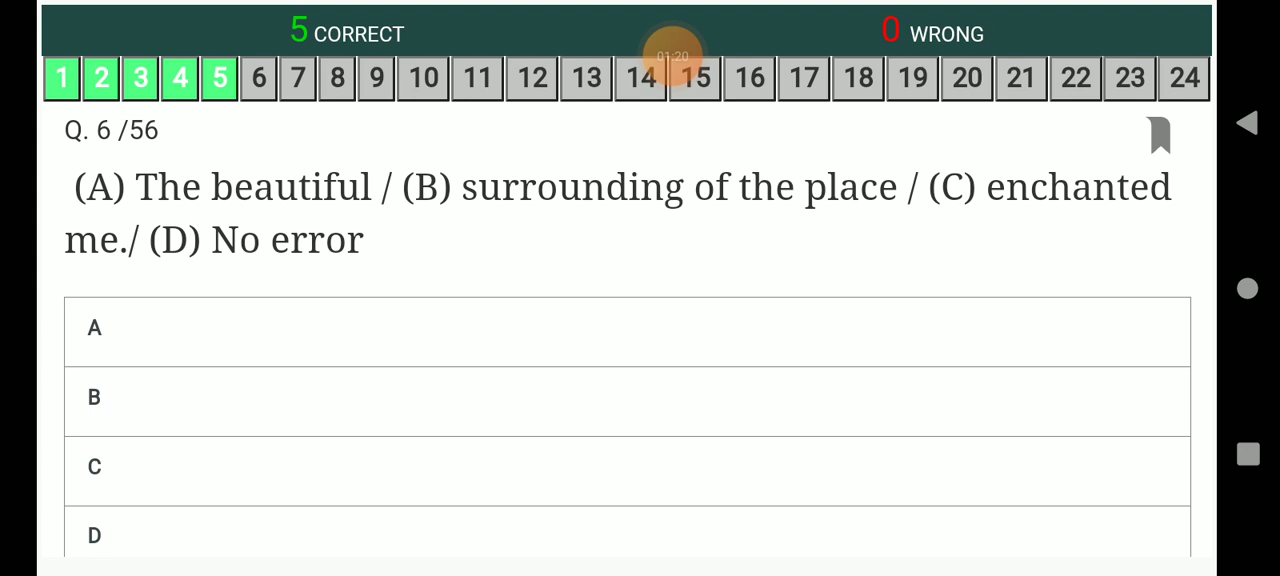 5 CORRECT 0 WRONG
01:20
1 2 3 4 5 6 7 8 9 10 11 12 13 14 15 16 17 18 19 20 21 22 23 24
Q. 6 /56
(A) The beautiful / (B) surrounding of the place / (C) enchanted
me./ (D) No error
A
B
C
D